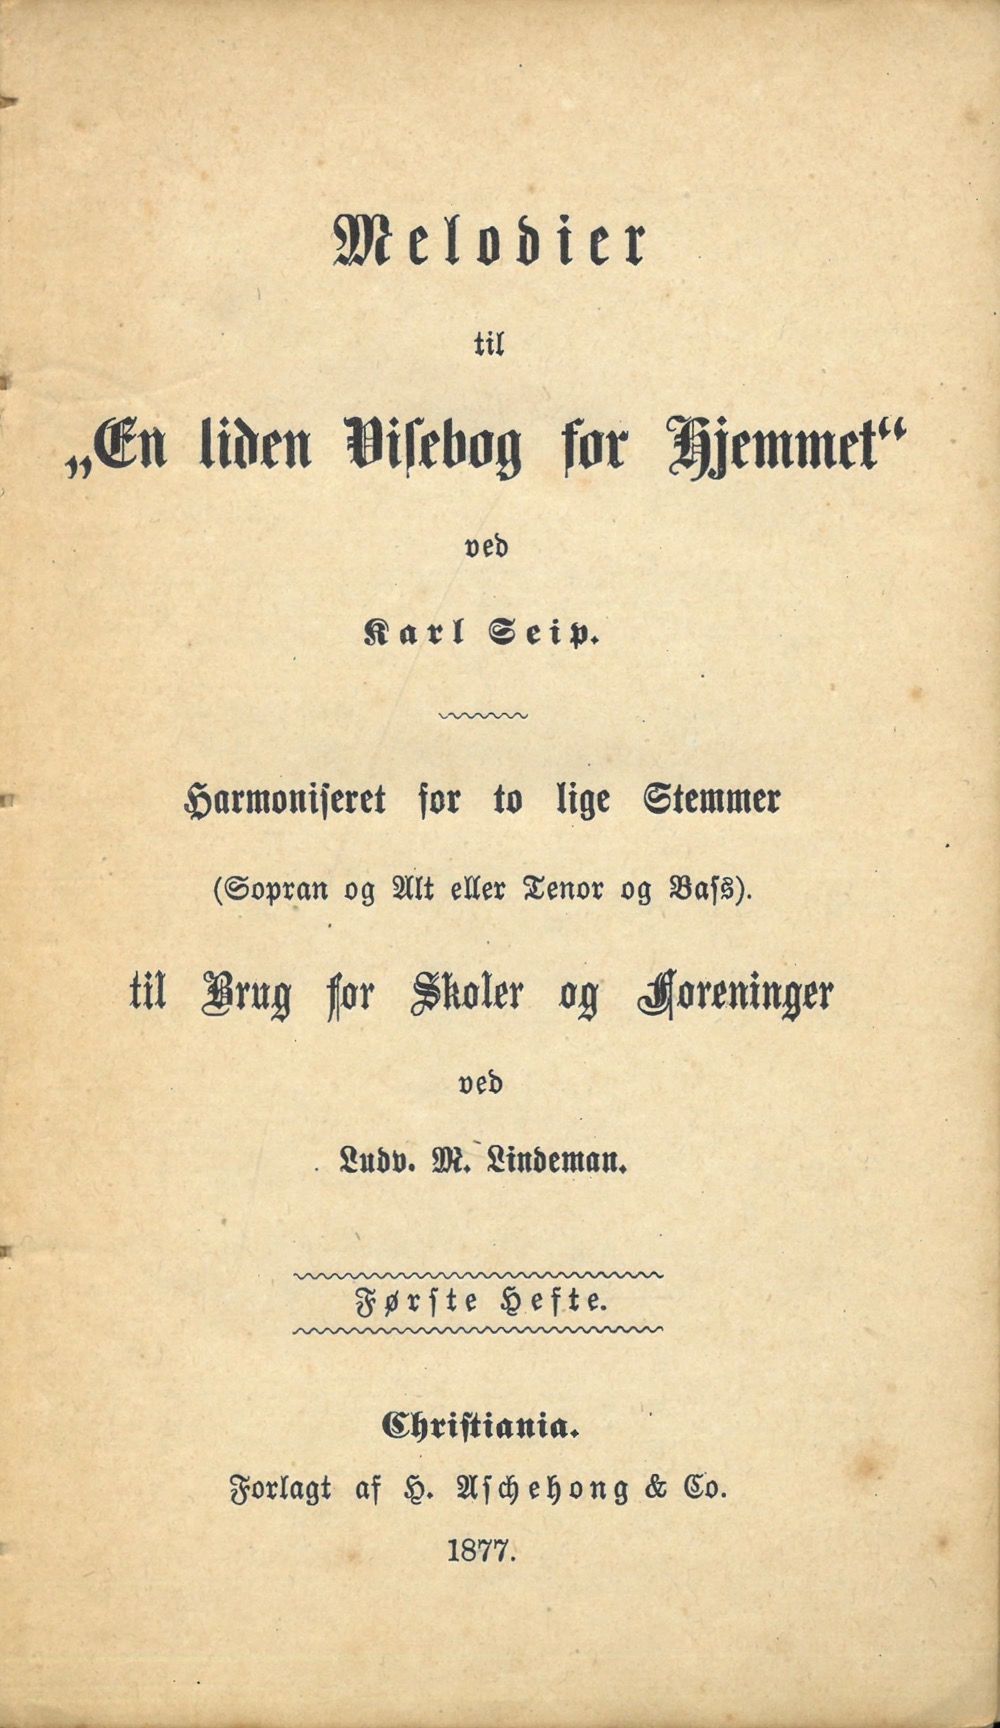 Melodier
til
„En liden Visebog for Hjemmet“
ved
Karl Seip.
Harmoniseret for to lige Stemmer
(Sopran og Alt eller Tenor og Bass).
til Brug for Skoler og Foreninger
ved
Ludv. M. Lindeman.
Første Hefte.
Christiania.
Forlagt af H. Aschehong & Co.
1877.